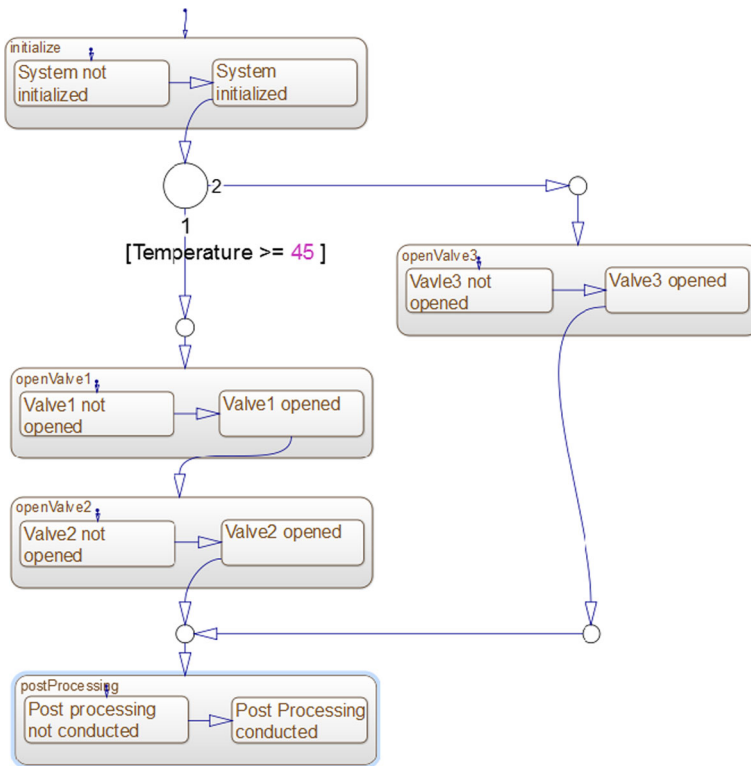 initialize
System not
initialized
System
initialized
2
1
[Temperature >= 45 ]
openValve3
Vavle3 not
opened
Valve3 opened
openValve1
Valve1 not
opened
Valve1 opened
openValve2
Valve2 not
opened
Valve2 opened
postProcessing
Post processing
not conducted
Post Processing
conducted